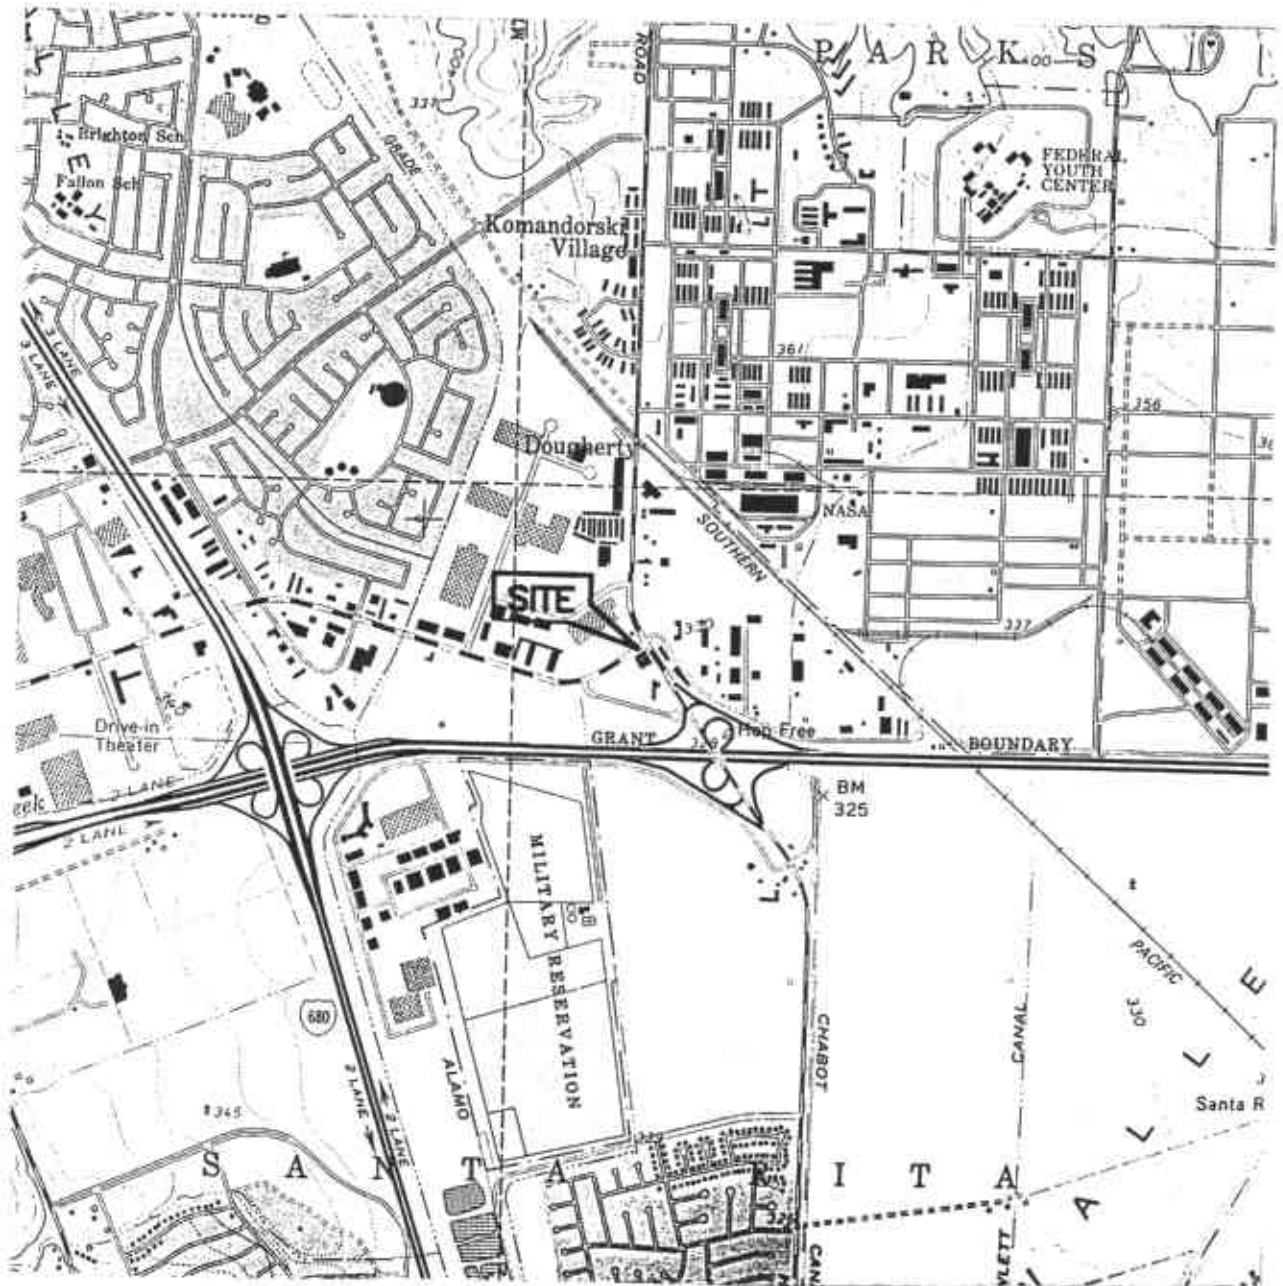 ROAD
P A R K S
400
337
GRADE
Brighton Sch
Fallon Sch
L
E
Y
FEDERAL
YOUTH
CENTER
Komandorski
Village
3 LANE
3 LANE
361
356
Dougherty
NASA
SOUTHERN
SITE
330
337
Drive-in
Theater
GRANT
Hop Free
BOUNDARY
2 LANE
BM
325
2 LANE
MILITARY RESERVATION
PACIFIC
330
680
CHABOT
CANAL
ALAMO
2 LANE
2 LANE
345
Santa R
S A N T A R I T A
L
L
E
A